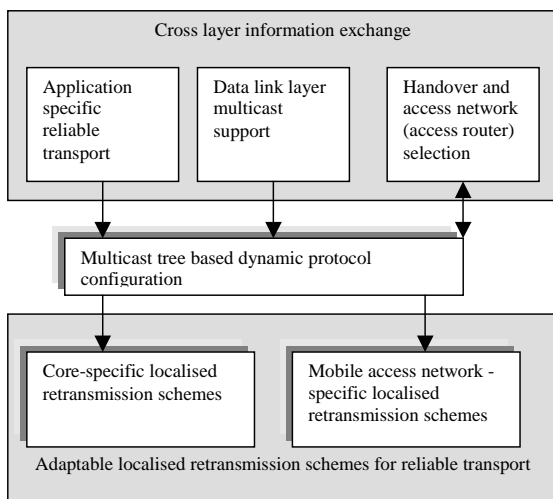 Cross layer information exchange
Application
specific
reliable
transport
Data link layer
multicast
support
Handover and
access network
(access router)
selection
Multicast tree based dynamic protocol
configuration
Core-specific localised
retransmission schemes
Mobile access network -
specific localised
retransmission schemes
Adaptable localised retransmission schemes for reliable transport